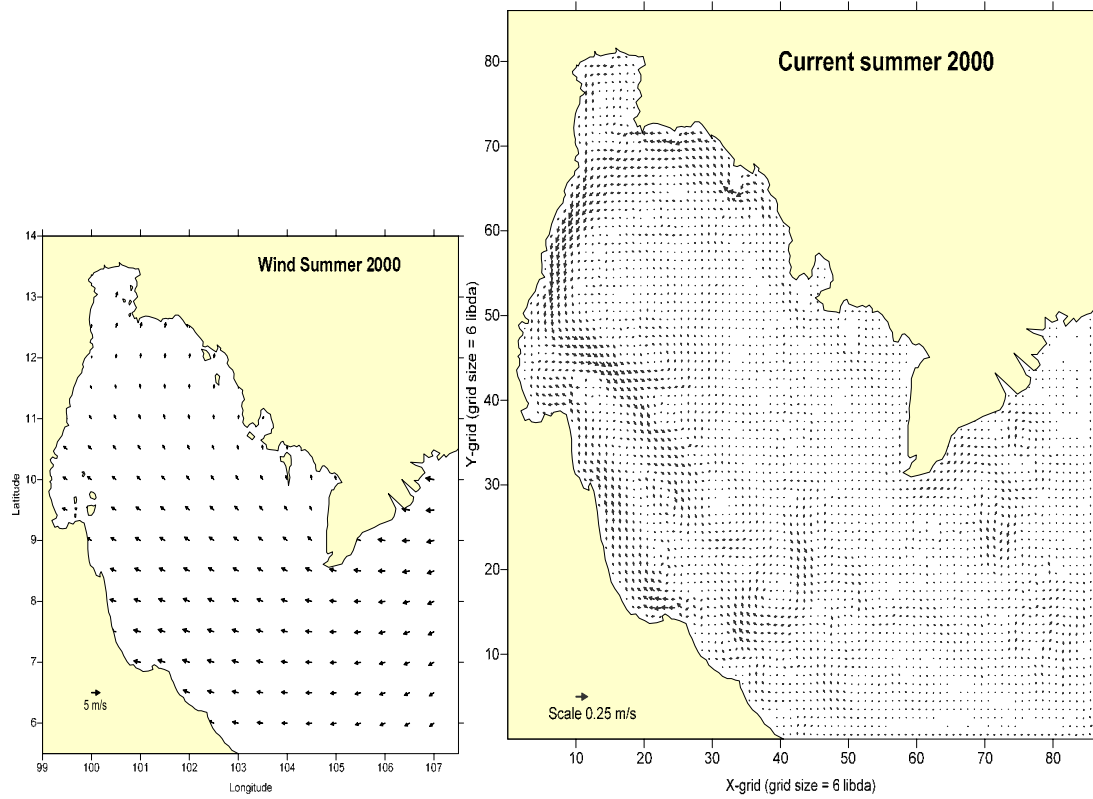 Wind Summer 2000
14
13
12
11
10
9
8
7
6
Latitude
5 m/s
99 100 101 102 103 104 105 106 107
Longitude
Current summer 2000
80
70
60
50
40
30
20
10
Y-grid (grid size = 6 libda)
Scale 0.25 m/s
10 20 30 40 50 60 70 80
X-grid (grid size = 6 libda)